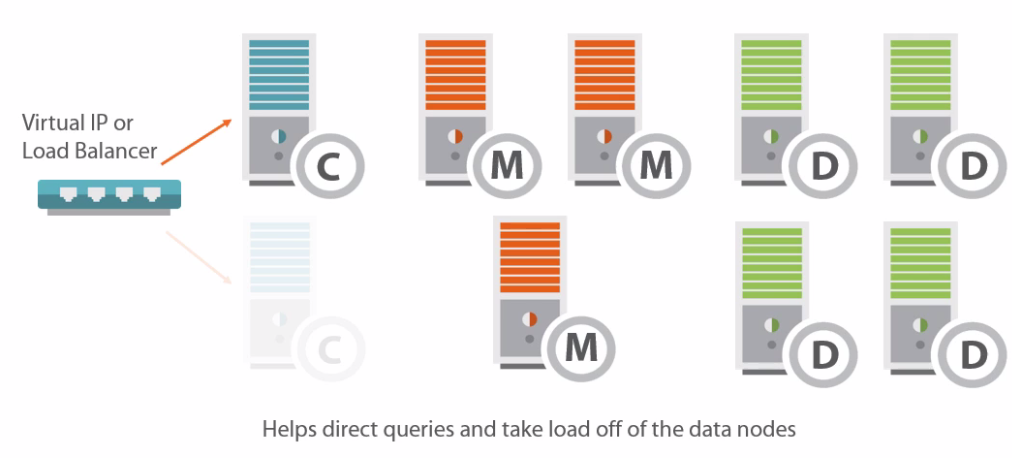 Virtual IP or
Load Balancer
C
M
M
D
D
C
M
D
D
Helps direct queries and take load off of the data nodes